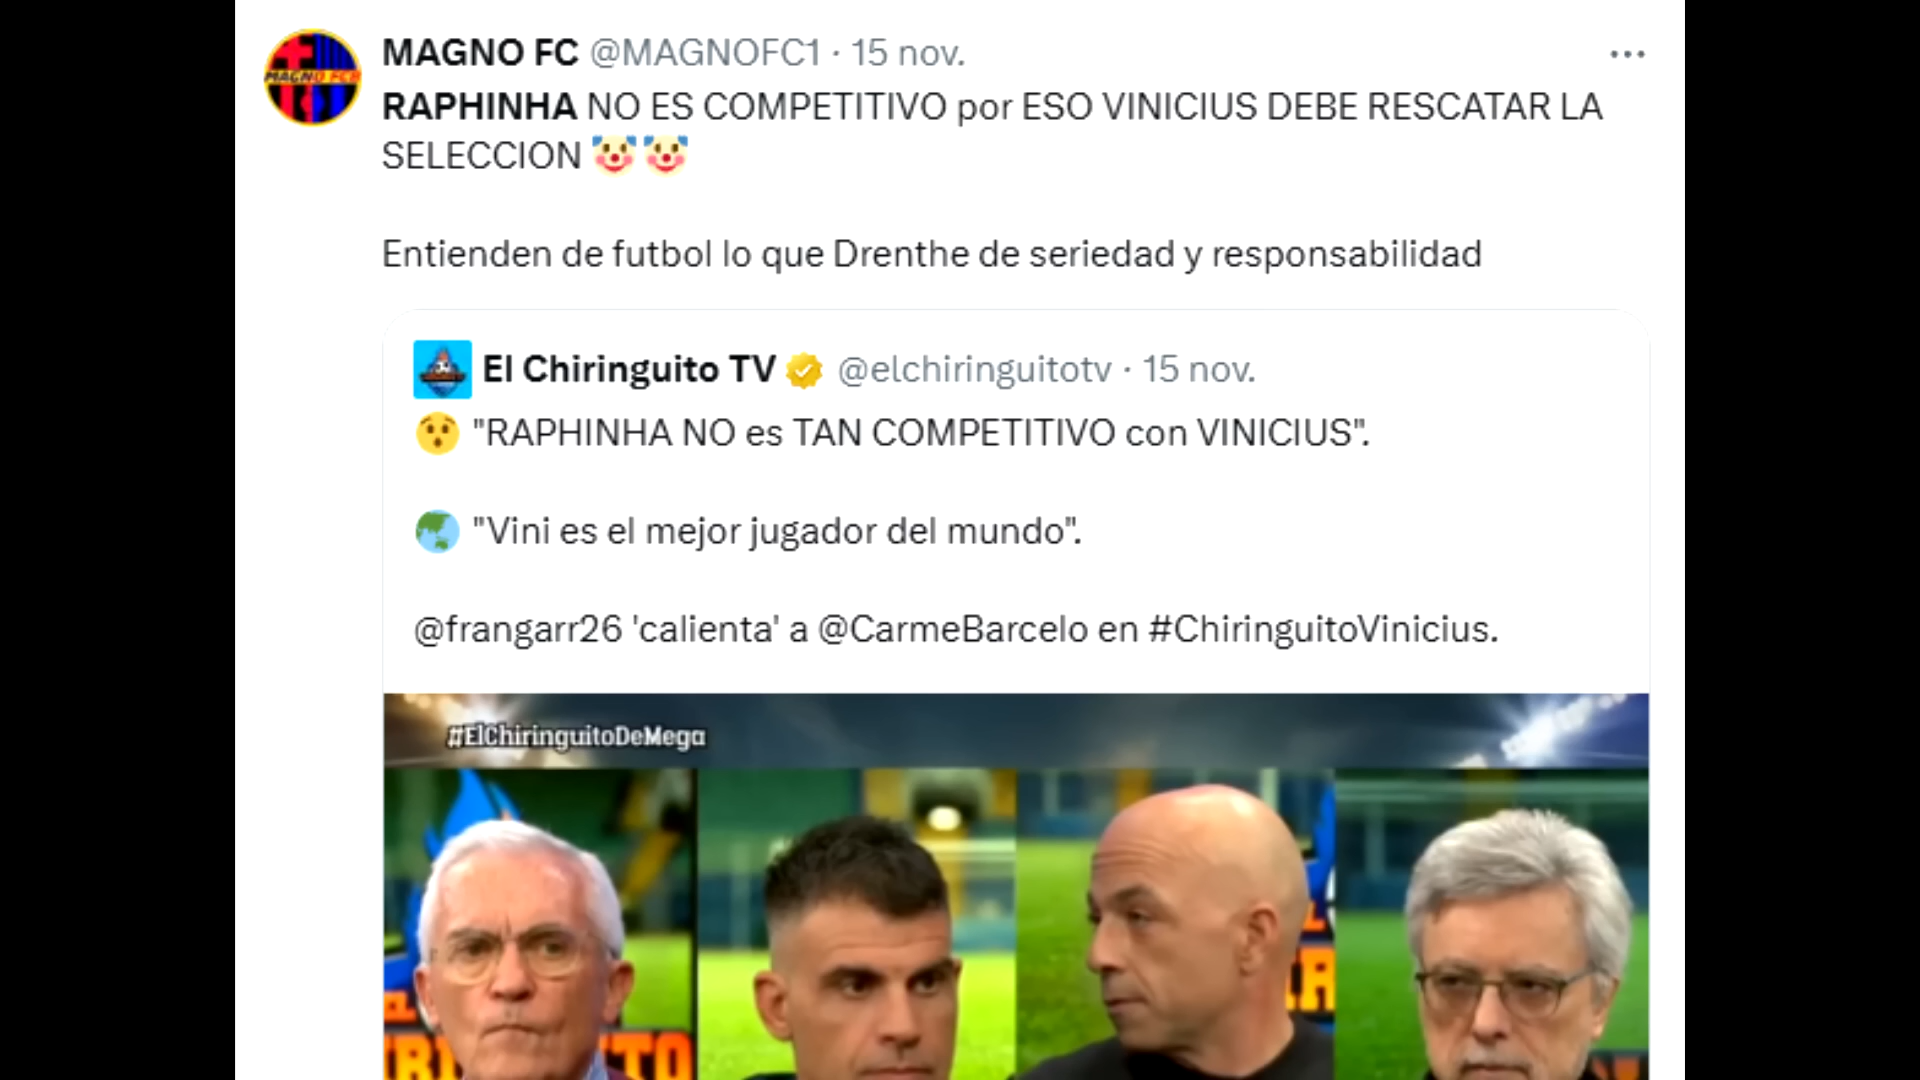 MAGNO FC @MAGNOFC1 · 15 nov.
MAGNO FCB
RAPHINHA NO ES COMPETITIVO por ESO VINICIUS DEBE RESCATAR LA
SELECCION 🤡🤡
Entienden de futbol lo que Drenthe de seriedad y responsabilidad
El Chiringuito TV @elchiringuitotv · 15 nov.
😯 "RAPHINHA NO es TAN COMPETITIVO con VINICIUS".
🌏 "Vini es el mejor jugador del mundo".
@frangarr26 'calienta' a @CarmeBarcelo en #ChiringuitoVinicius.
#ElChiringuitoDeMega